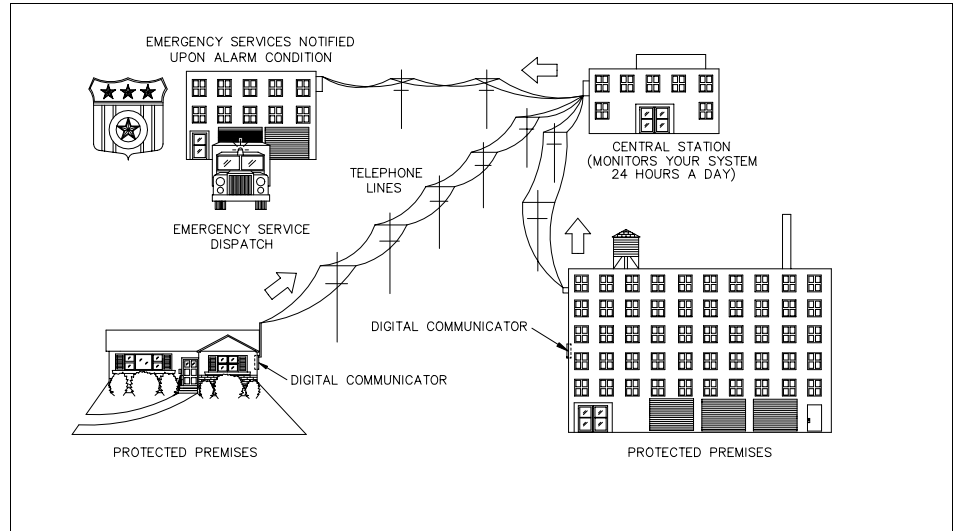 EMERGENCY SERVICES NOTIFIED
UPON ALARM CONDITION
CENTRAL STATION
(MONITORS YOUR SYSTEM
24 HOURS A DAY)
TELEPHONE
LINES
EMERGENCY SERVICE
DISPATCH
DIGITAL COMMUNICATOR
DIGITAL COMMUNICATOR
PROTECTED PREMISES
PROTECTED PREMISES